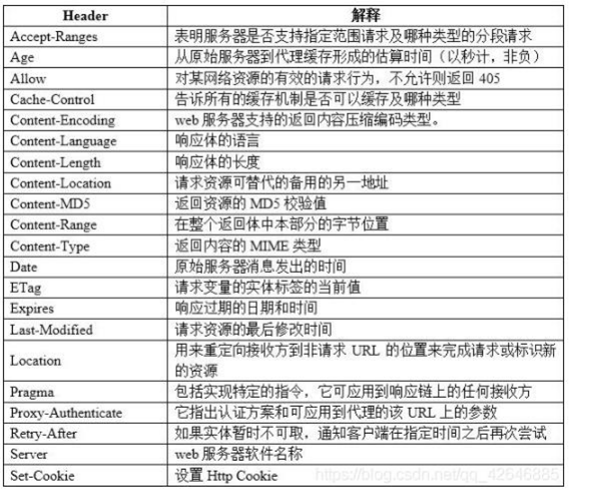 Header 解释
Accept-Ranges 表明服务器是否支持指定范围请求及哪种类型的分段请求
Age 从原始服务器到代理缓存形成的估算时间（以秒计，非负）
Allow 对某网络资源的有效的请求行为，不允许则返回 405
Cache-Control 告诉所有的缓存机制是否可以缓存及哪种类型
Content-Encoding web 服务器支持的返回内容压缩编码类型。
Content-Language 响应体的语言
Content-Length 响应体的长度
Content-Location 请求资源可替代的备用的另一地址
Content-MD5 返回资源的 MD5 校验值
Content-Range 在整个返回体中本部分的字节位置
Content-Type 返回内容的 MIME 类型
Date 原始服务器消息发出的时间
ETag 请求变量的实体标签的当前值
Expires 响应过期的日期和时间
Last-Modified 请求资源的最后修改时间
Location 用来重定向接收方到非请求 URL 的位置来完成请求或标识新
的资源
Pragma 包括实现特定的指令，它可应用到响应链上的任何接收方
Proxy-Authenticate 它指出认证方案和可应用到代理的该 URL 上的参数
Retry-After 如果实体暂时不可取，通知客户端在指定时间之后再次尝试
Server web 服务器软件名称
Set-Cookie 设置 Http Cookie
https://blog.csdn.net/qq_42546885